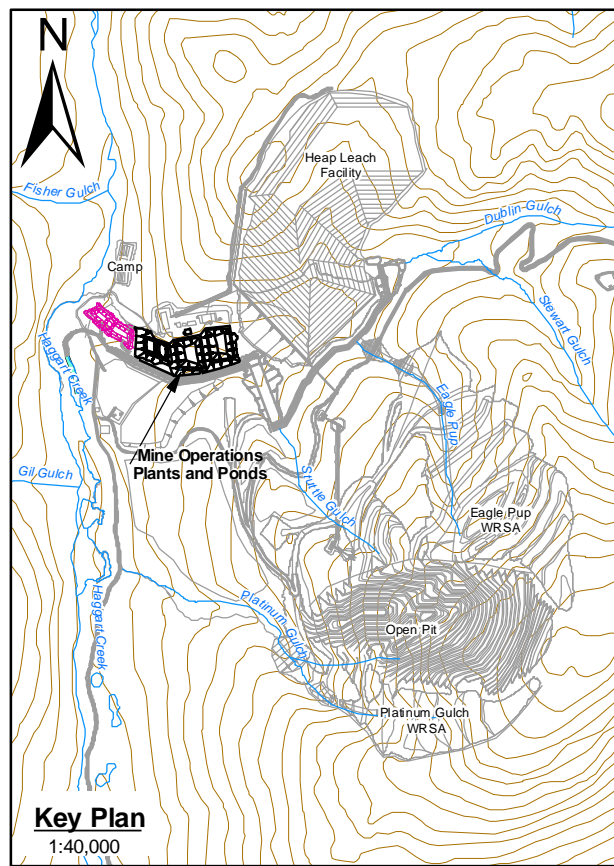 N
Heap Leach
Facility
Fisher Gulch
Dublin Gulch
Camp
Stewart Gulch
Haggart Creek
Eagle Pup
Mine Operations
Plants and Ponds
Gil Gulch
Stuttle Gulch
Eagle Pup
WRSA
Platinum Gulch
Haggart Creek
Open Pit
Platinum Gulch
WRSA
Key Plan
1:40,000